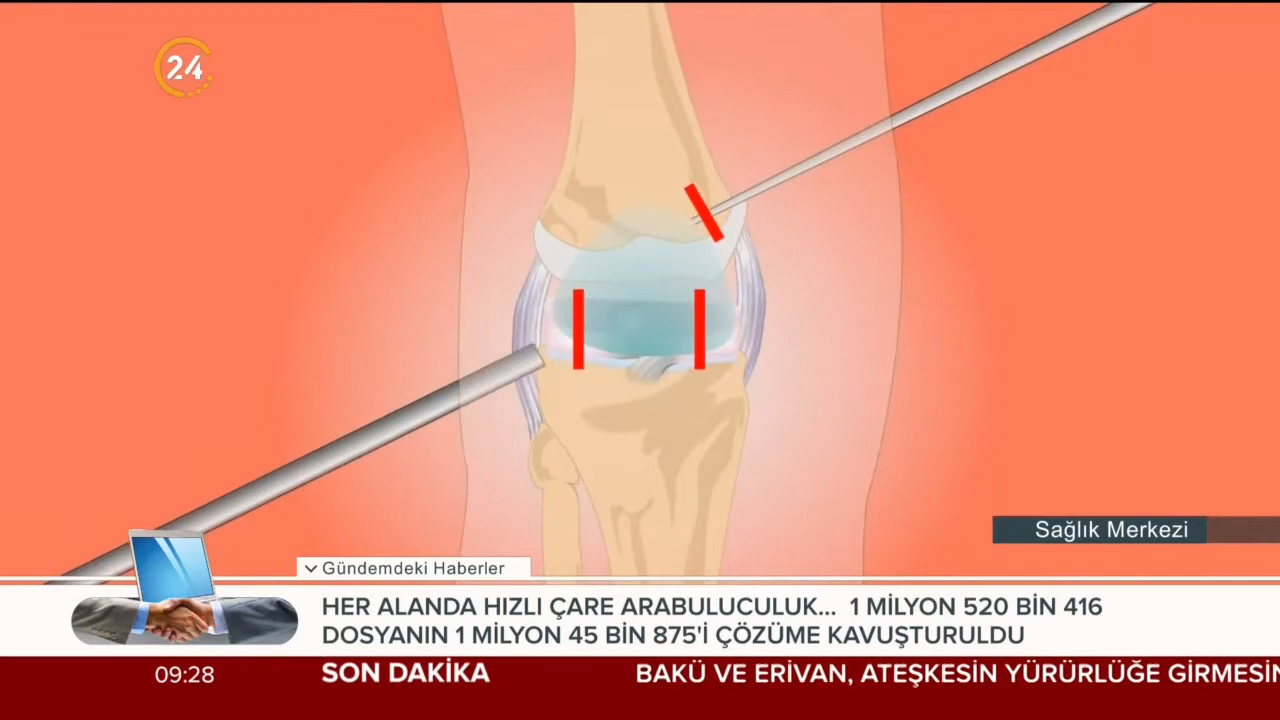 24
Sağlık Merkezi
Gündemdeki Haberler
HER ALANDA HIZLI ÇARE ARABULUCULUK... 1 MİLYON 520 BİN 416
DOSYANIN 1 MİLYON 45 BİN 875'İ ÇÖZÜME KAVUŞTURULDU
09:28 SON DAKİKA BAKÜ VE ERİVAN, ATEŞKESİN YÜRÜRLÜĞE GİRMESİN